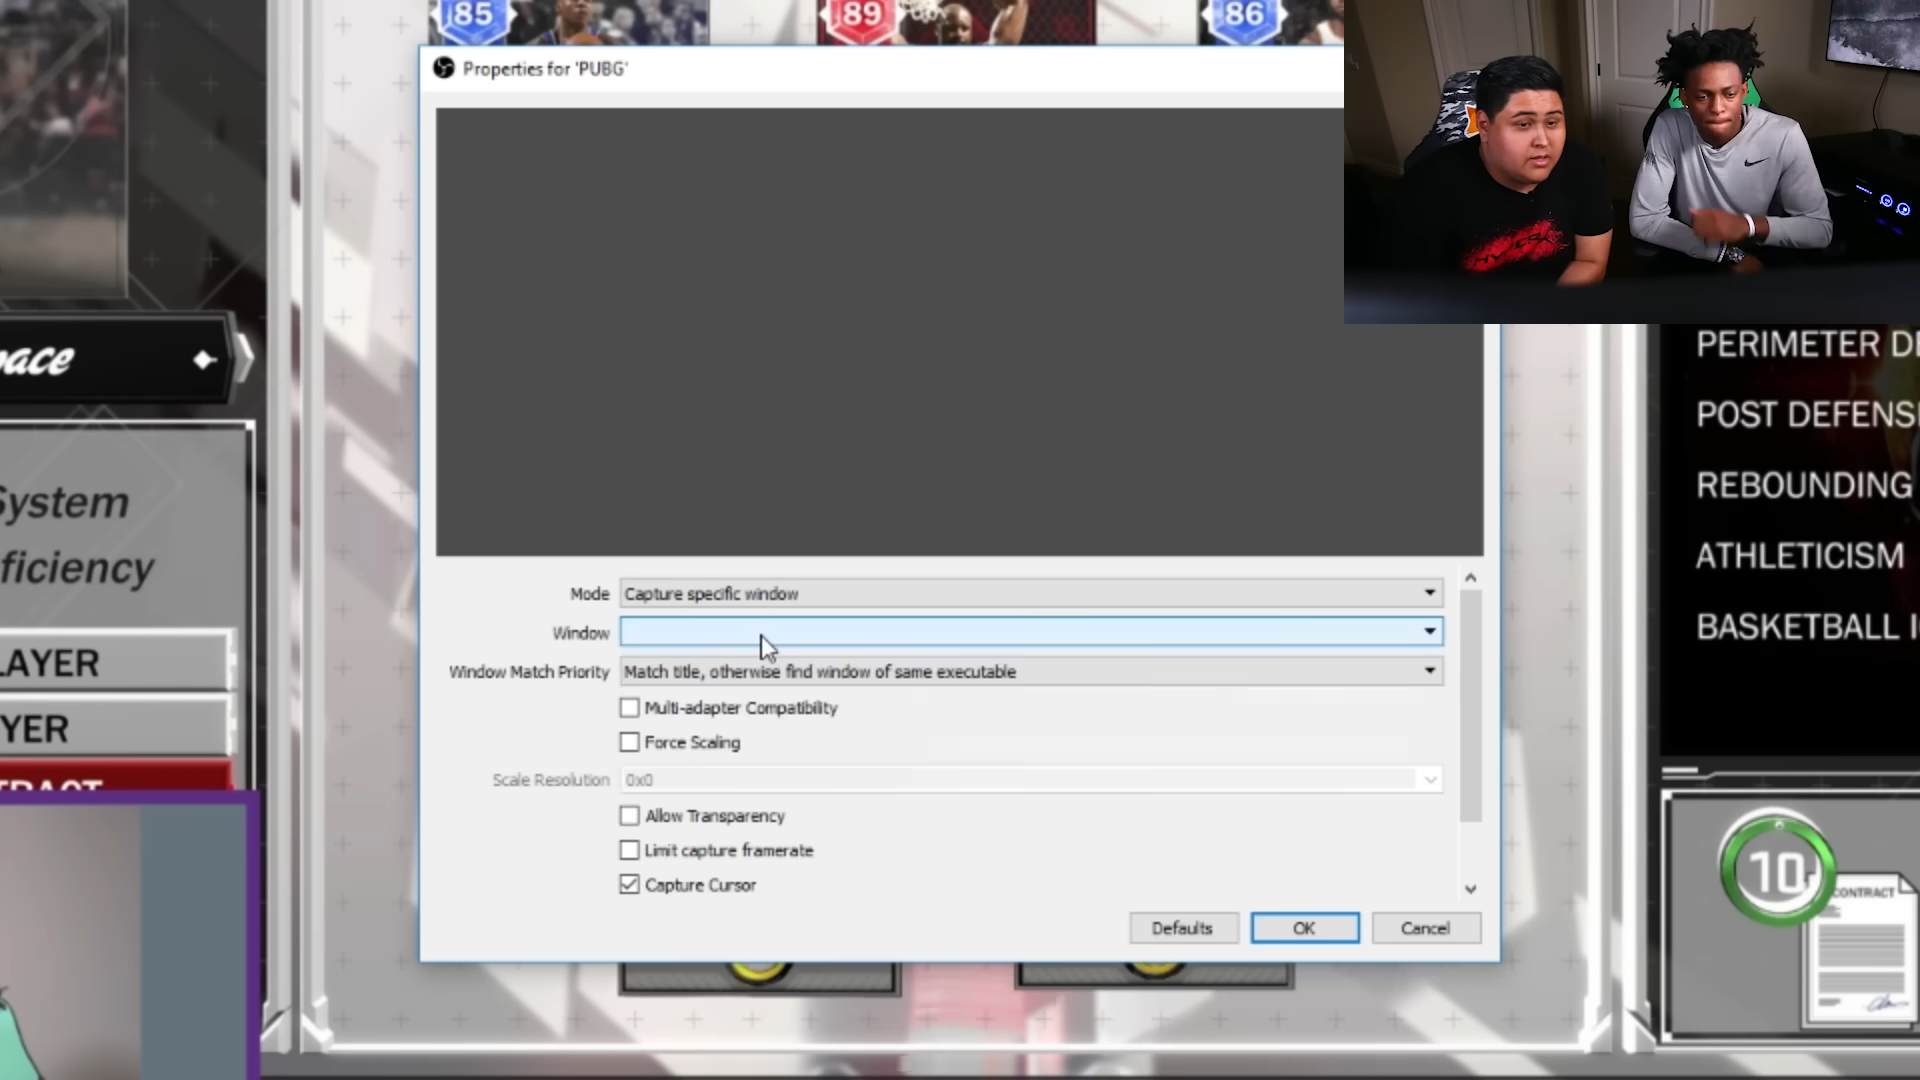 85
89
86
Properties for 'PUBG'
PERIMETER DE
POST DEFENSE
REBOUNDING
ATHLETICISM
BASKETBALL I
pace
System
ficiency
LAYER
YER
TRACT
Mode
Capture specific window
Window
Window Match Priority
Match title, otherwise find window of same executable
Multi-adapter Compatibility
Force Scaling
Scale Resolution
0x0
Allow Transparency
Limit capture framerate
Capture Cursor
Defaults
OK
Cancel
10
CONTRACT